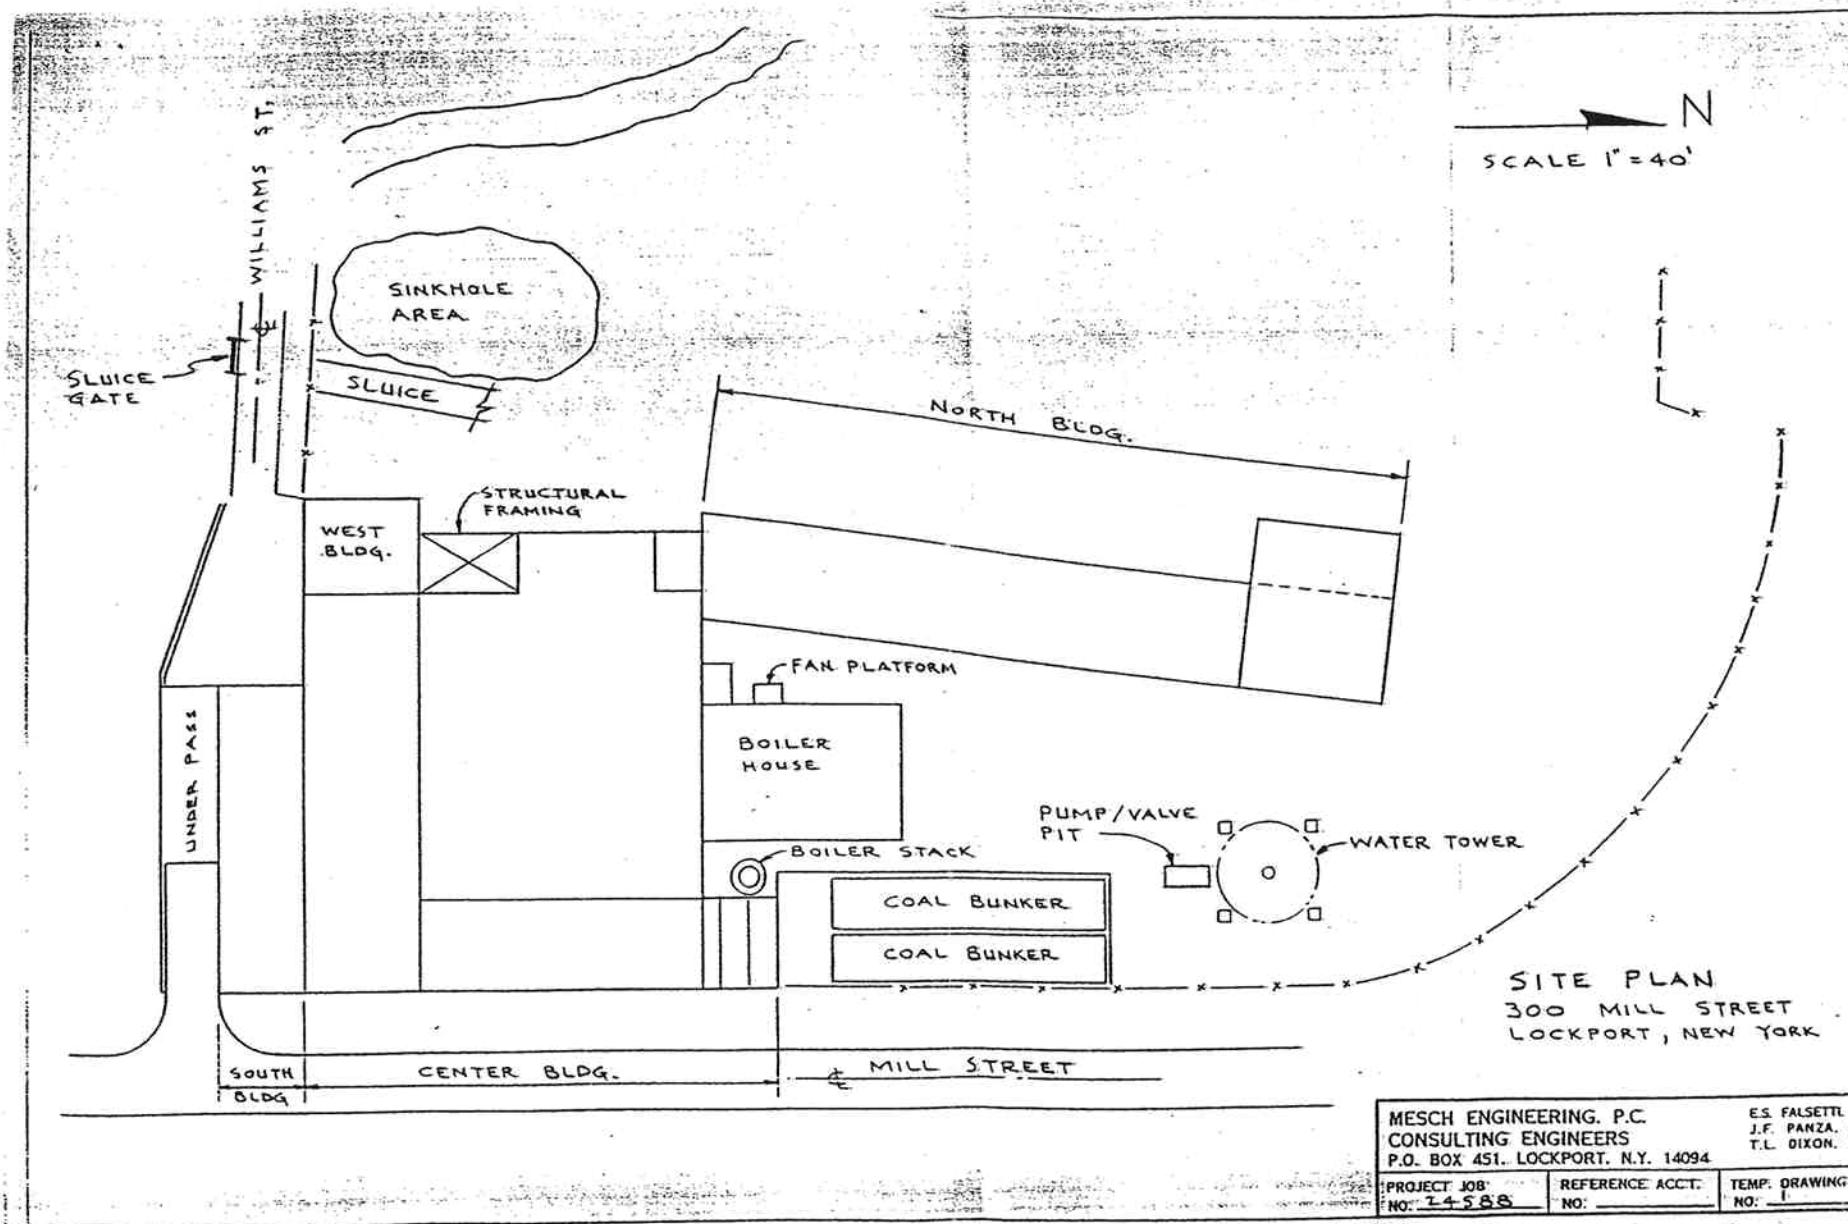 N
SCALE 1" = 40'
WILLIAMS ST.
SINKHOLE
AREA
SLUICE
GATE
SLUICE
NORTH BLDG.
STRUCTURAL
FRAMING
WEST
BLDG.
FAN PLATFORM
UNDER PASS
BOILER
HOUSE
PUMP/VALVE
PIT
WATER TOWER
BOILER STACK
COAL BUNKER
COAL BUNKER
SITE PLAN
300 MILL STREET
LOCKPORT, NEW YORK
SOUTH
BLDG
CENTER BLDG.
MILL STREET
MESCH ENGINEERING, P.C.
CONSULTING ENGINEERS
P.O. BOX 451, LOCKPORT, N.Y. 14094
E.S. FALSETTI,
J.F. PANZA,
T.L. DIXON,
PROJECT JOB
NO: 24588
REFERENCE ACCT.
NO:
TEMP. DRAWING
NO: 1